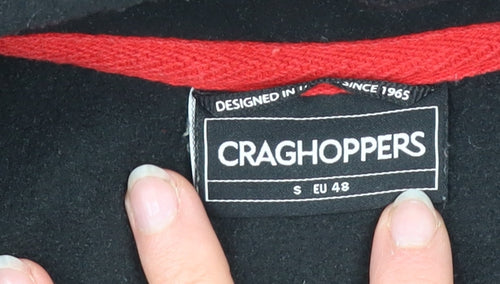 DESIGNED IN SINCE 1965
CRAGHOPPERS
S EU 48